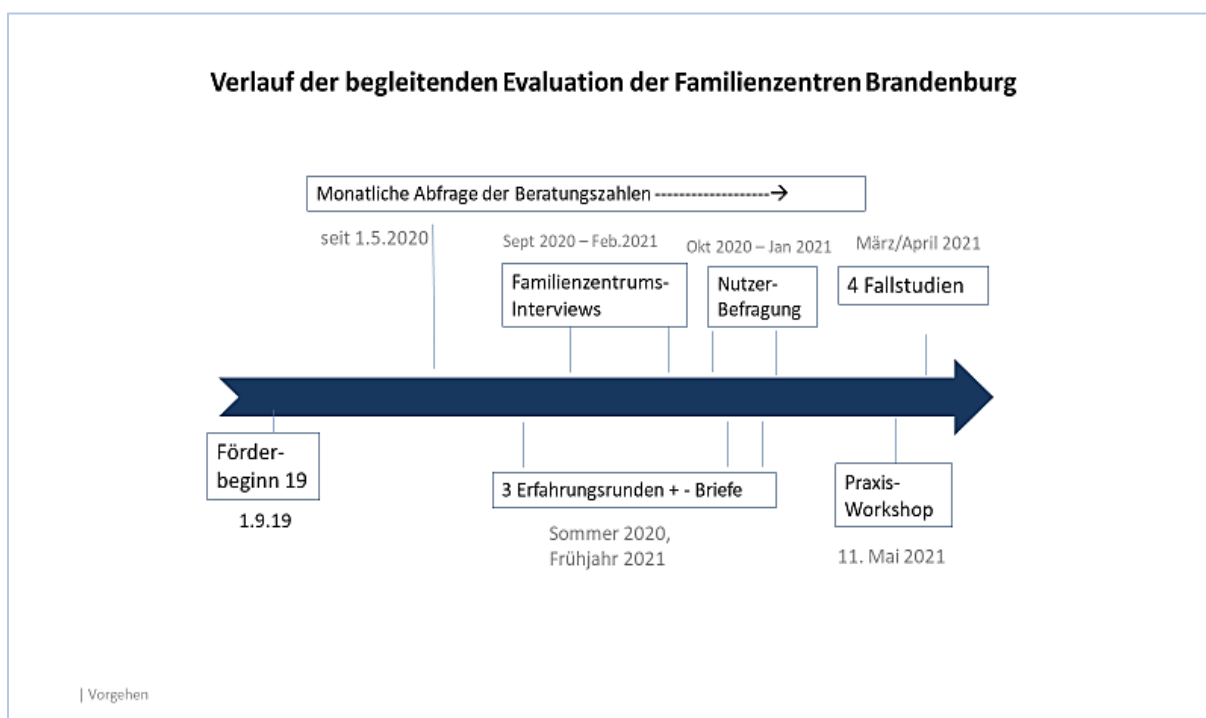 Verlauf der begleitenden Evaluation der Familienzentren Brandenburg
Monatliche Abfrage der Beratungszahlen -------------------→
seit 1.5.2020
Sept 2020 – Feb.2021
Okt 2020 – Jan 2021
März/April 2021
Familienzentrums-
Interviews
Nutzer-
Befragung
4 Fallstudien
Förder-
beginn 19
1.9.19
3 Erfahrungsrunden + - Briefe
Sommer 2020,
Frühjahr 2021
Praxis-
Workshop
11. Mai 2021
| Vorgehen